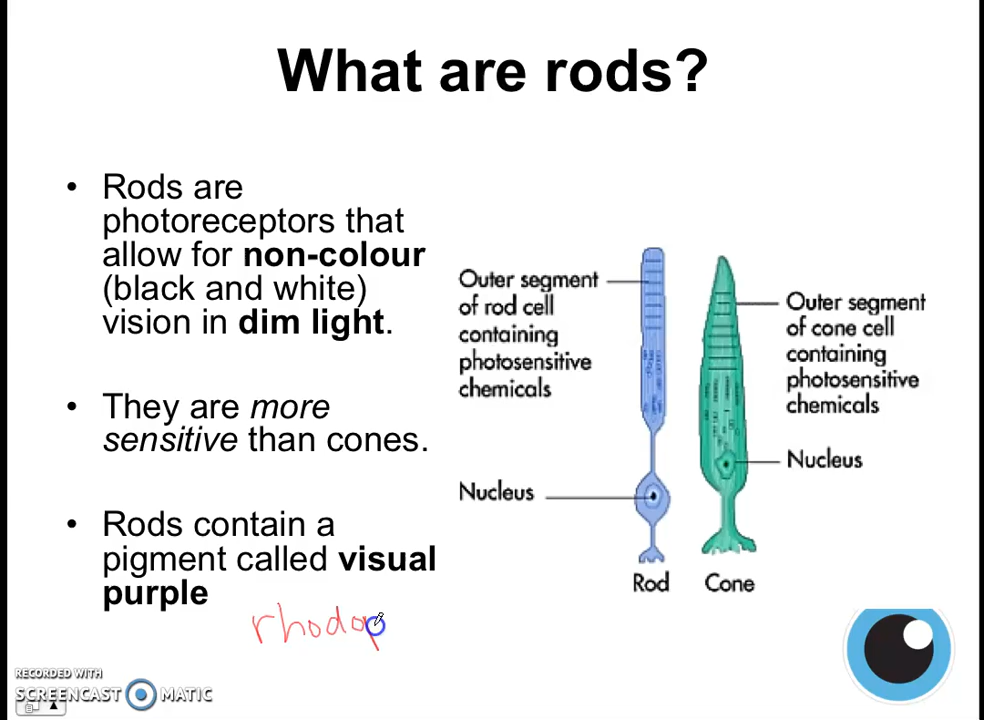 What are rods?
• Rods are
photoreceptors that
allow for non-colour
(black and white)
vision in dim light.
• They are more
sensitive than cones.
• Rods contain a
pigment called visual
purple
rhodop
Outer segment
of rod cell
containing
photosensitive
chemicals
Nucleus
Rod
Outer segment
of cone cell
containing
photosensitive
chemicals
Nucleus
Cone
RECORDED WITH
SCREENCAST MATIC